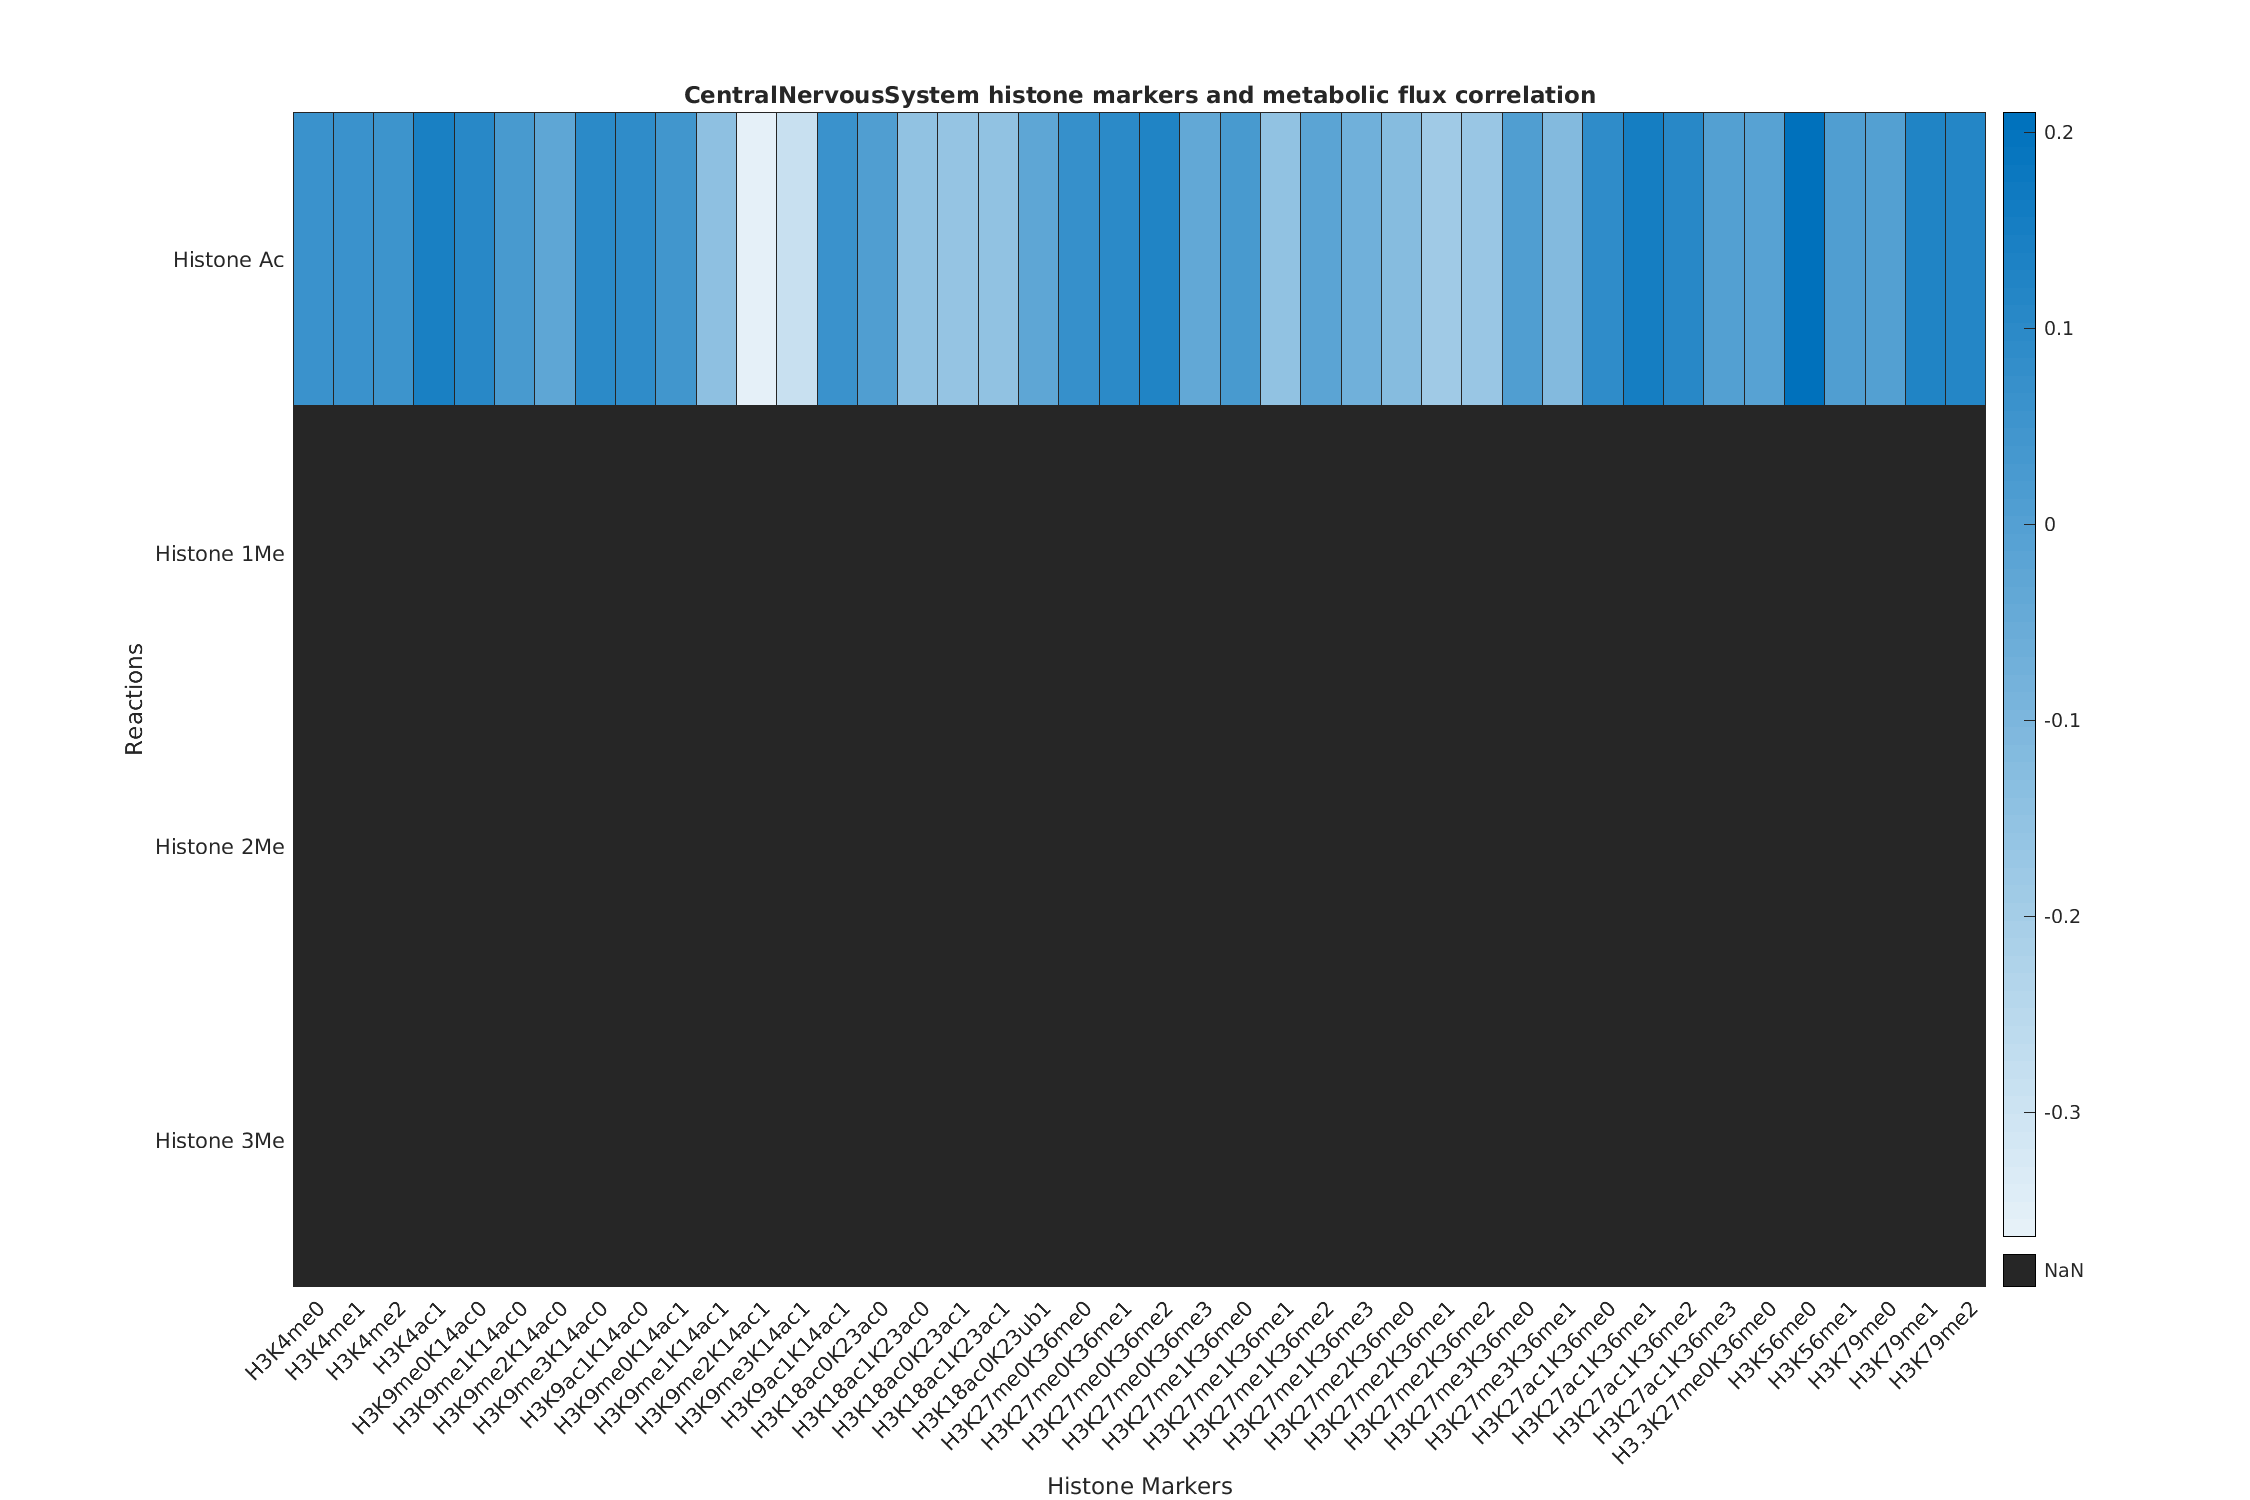 CentralNervousSystem histone markers and metabolic flux correlation
Histone Ac
Histone 1Me
Histone 2Me
Histone 3Me
Reactions
0.2
0.1
0
-0.1
-0.2
-0.3
NaN
H3K4me0
H3K4me1
H3K4me2
H3K4ac1
H3K9me0K14ac0
H3K9me1K14ac0
H3K9me2K14ac0
H3K9me3K14ac0
H3K9ac1K14ac0
H3K9me0K14ac1
H3K9me1K14ac1
H3K9me2K14ac1
H3K9me3K14ac1
H3K9ac1K14ac1
H3K18ac0K23ac0
H3K18ac1K23ac0
H3K18ac0K23ac1
H3K18ac1K23ac1
H3K18ac0K23ub1
H3K27me0K36me0
H3K27me0K36me1
H3K27me0K36me2
H3K27me0K36me3
H3K27me1K36me0
H3K27me1K36me1
H3K27me1K36me2
H3K27me1K36me3
H3K27me2K36me0
H3K27me2K36me1
H3K27me2K36me2
H3K27me3K36me0
H3K27me3K36me1
H3K27ac1K36me0
H3K27ac1K36me1
H3K27ac1K36me2
H3K27ac1K36me3
H3.3K27me0K36me0
H3K56me0
H3K56me1
H3K79me0
H3K79me1
H3K79me2
Histone Markers